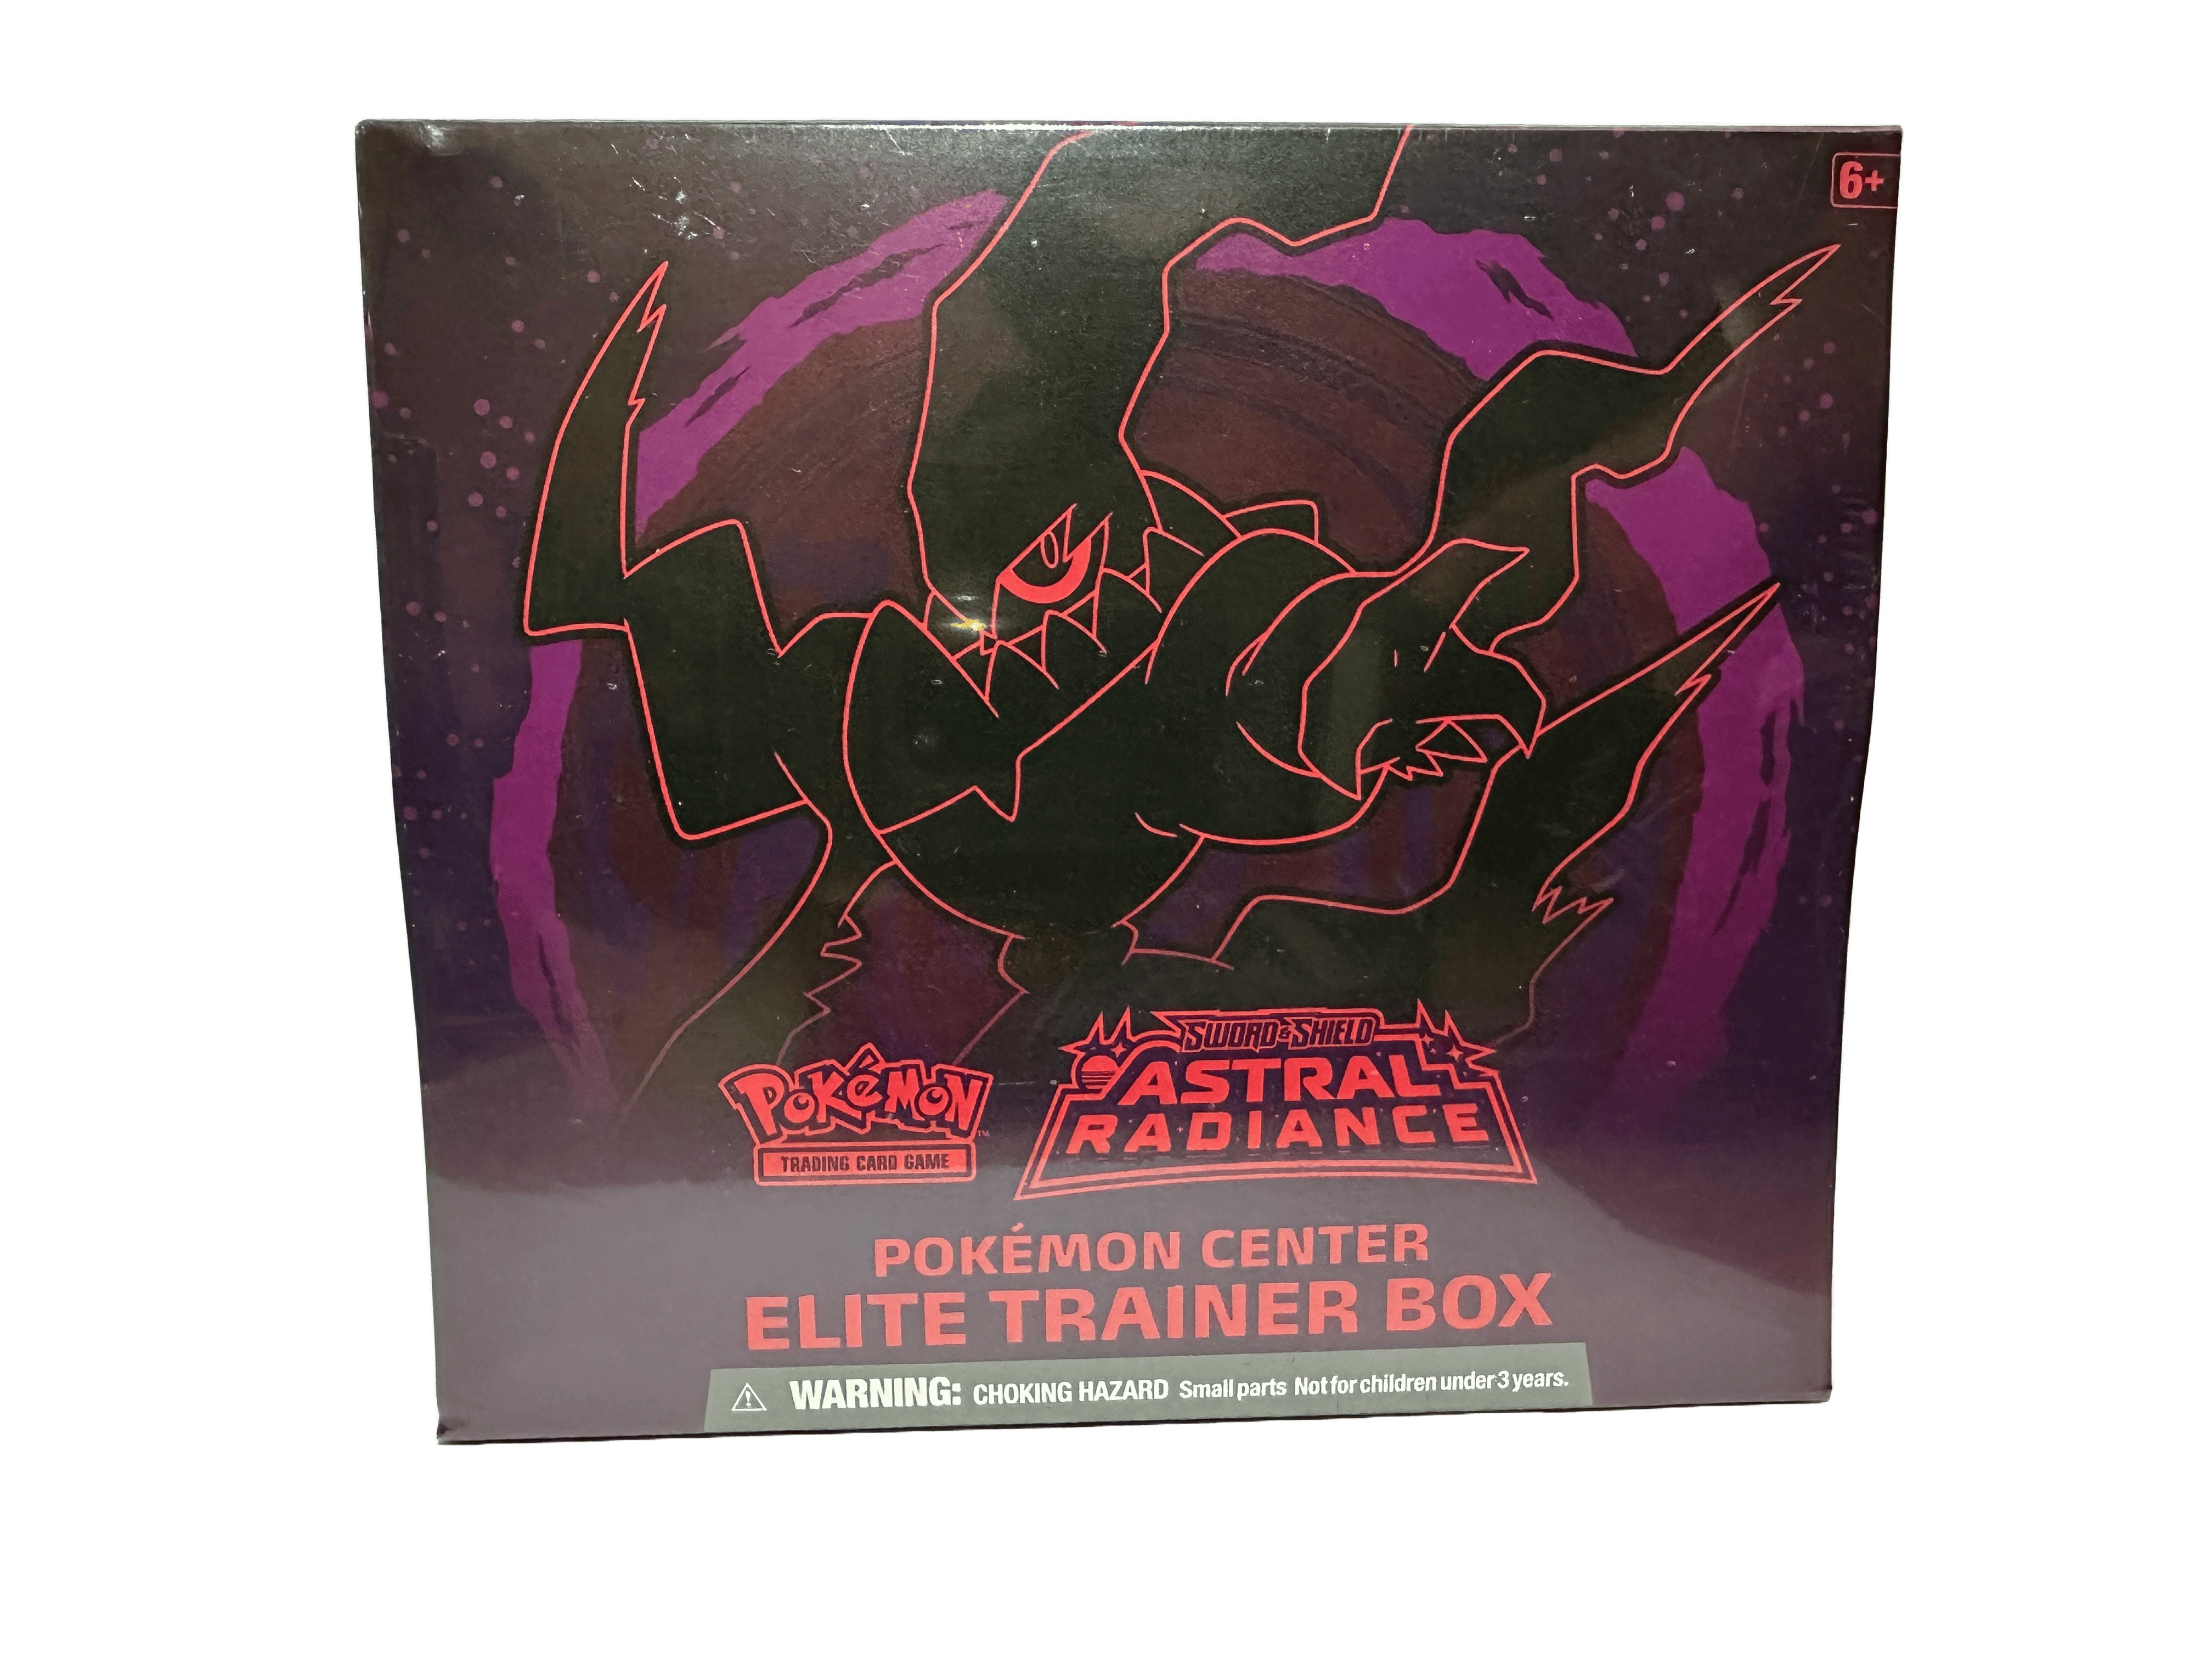 6+
SWORD & SHIELD
POKéMON™
ASTRAL
RADIANCE
TRADING CARD GAME
POKÉMON CENTER
ELITE TRAINER BOX
WARNING: CHOKING HAZARD Small parts Not for children under 3 years.